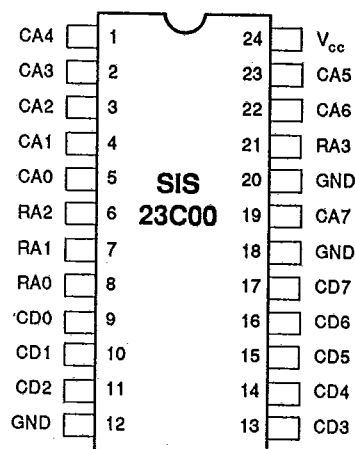 CA4 1 24 Vcc
CA3 2 23 CA5
CA2 3 22 CA6
CA1 4 21 RA3
CA0 5 SIS 20 GND
RA2 6 23C00 19 CA7
RA1 7 18 GND
RA0 8 17 CD7
CD0 9 16 CD6
CD1 10 15 CD5
CD2 11 14 CD4
GND 12 13 CD3